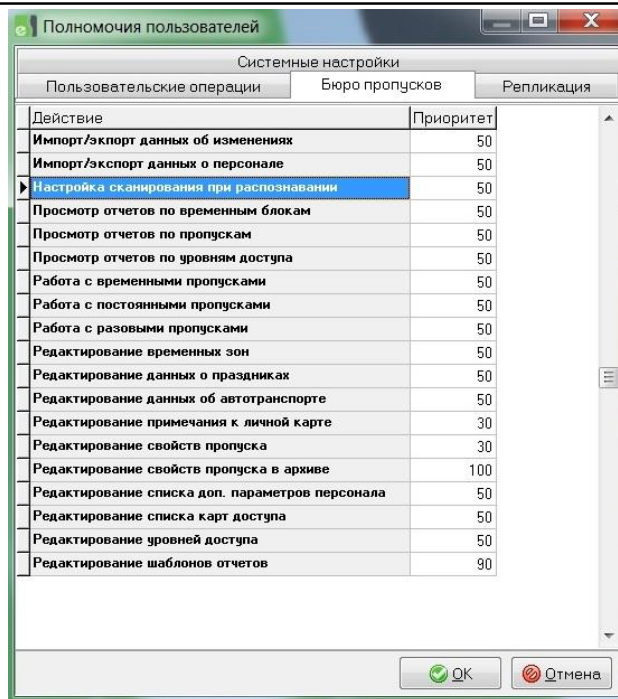 Полномочия пользователей
Системные настройки
Пользовательские операции Бюро пропусков Репликация
Действие Приоритет
Импорт/экпорт данных об изменениях 50
Импорт/экспорт данных о персонале 50
Настройка сканирования при распознавании 50
Просмотр отчетов по временным блокам 50
Просмотр отчетов по пропускам 50
Просмотр отчетов по уровням доступа 50
Работа с временными пропусками 50
Работа с постоянными пропусками 50
Работа с разовыми пропусками 50
Редактирование временных зон 50
Редактирование данных о праздниках 50
Редактирование данных об автотранспорте 50
Редактирование примечания к личной карте 30
Редактирование свойств пропуска 30
Редактирование свойств пропуска в архиве 100
Редактирование списка доп. параметров персонала 50
Редактирование списка карт доступа 50
Редактирование уровней доступа 50
Редактирование шаблонов отчетов 90
OK Отмена